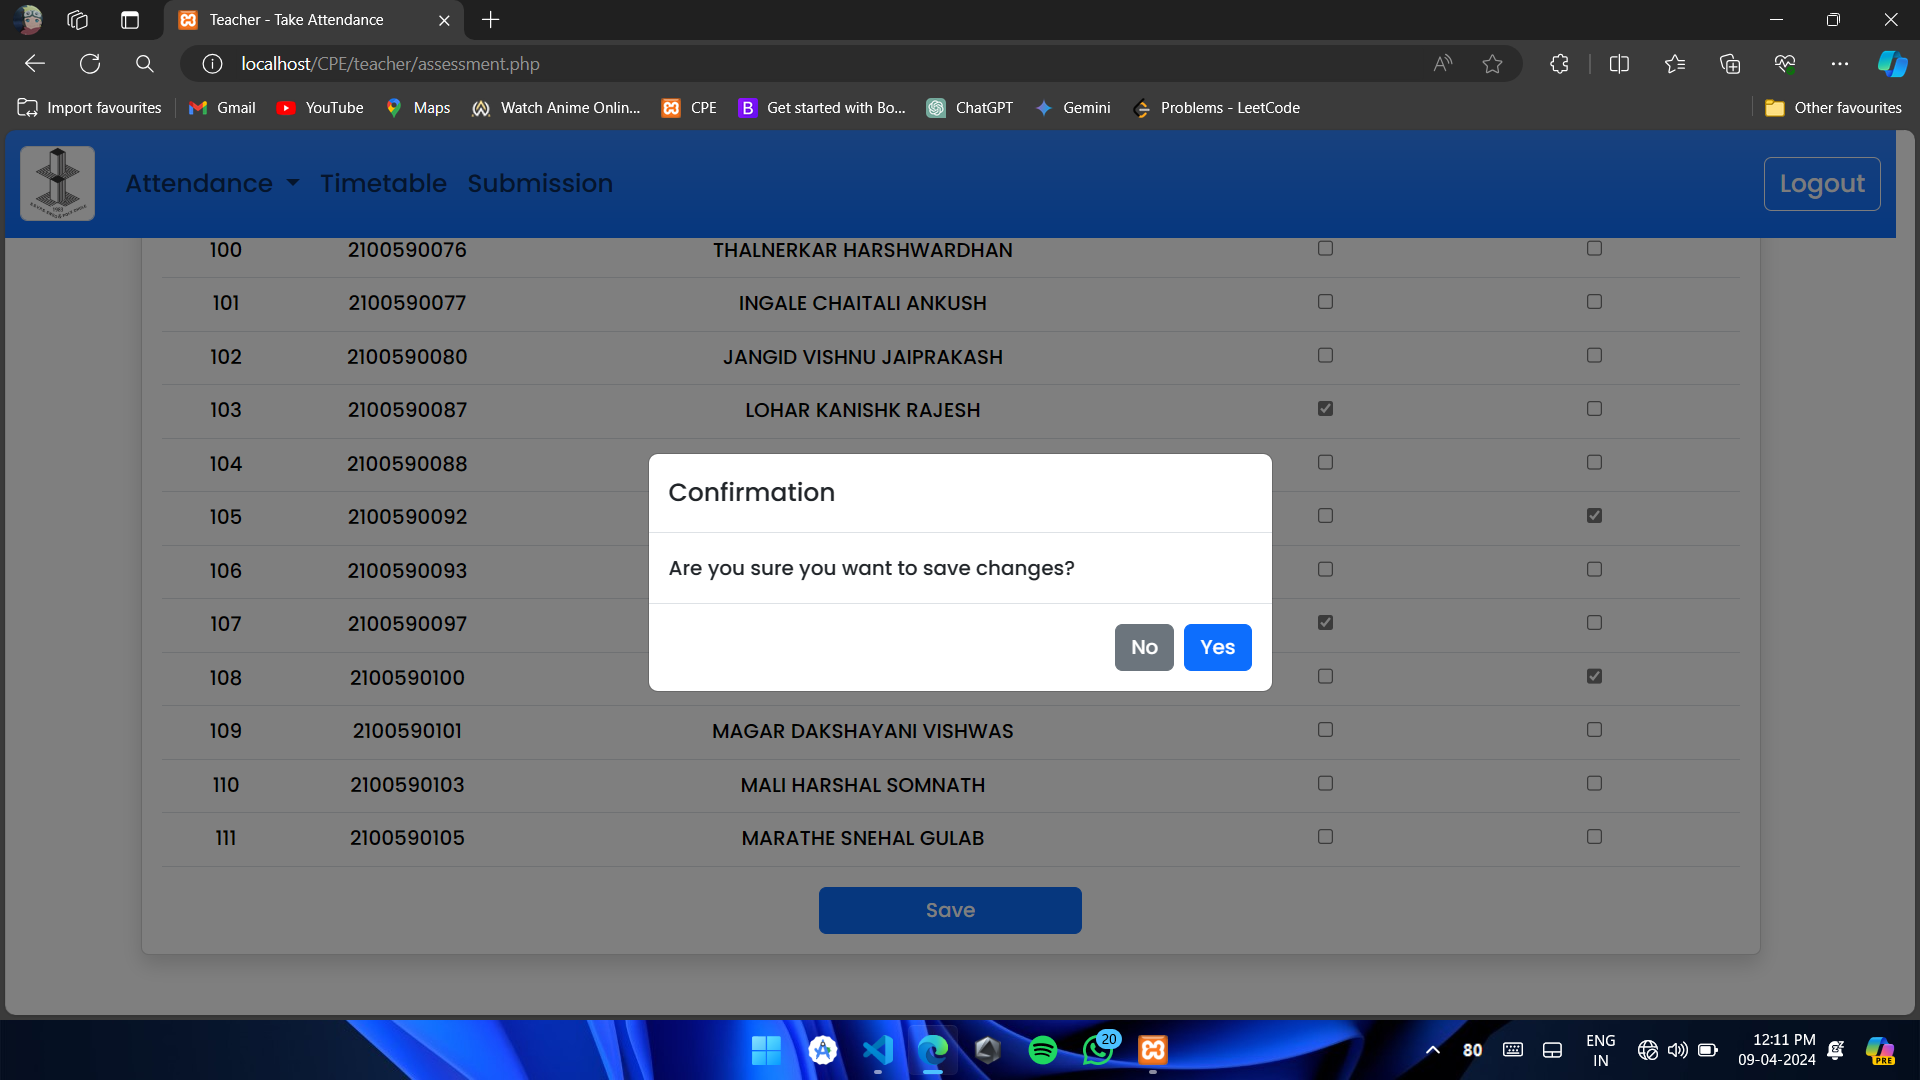 Teacher - Take Attendance
localhost/CPE/teacher/assessment.php
Import favourites Gmail YouTube Maps Watch Anime Onlin... CPE Get started with Bo... ChatGPT Gemini Problems - LeetCode Other favourites
Attendance Timetable Submission Logout
100 2100590076 THALNERKAR HARSHWARDHAN
101 2100590077 INGALE CHAITALI ANKUSH
102 2100590080 JANGID VISHNU JAIPRAKASH
103 2100590087 LOHAR KANISHK RAJESH
104 2100590088
105 2100590092
106 2100590093
107 2100590097
108 2100590100
Confirmation
Are you sure you want to save changes?
No Yes
109 2100590101 MAGAR DAKSHAYANI VISHWAS
110 2100590103 MALI HARSHAL SOMNATH
111 2100590105 MARATHE SNEHAL GULAB
Save
20
80
ENG
IN
12:11 PM
09-04-2024
PRE